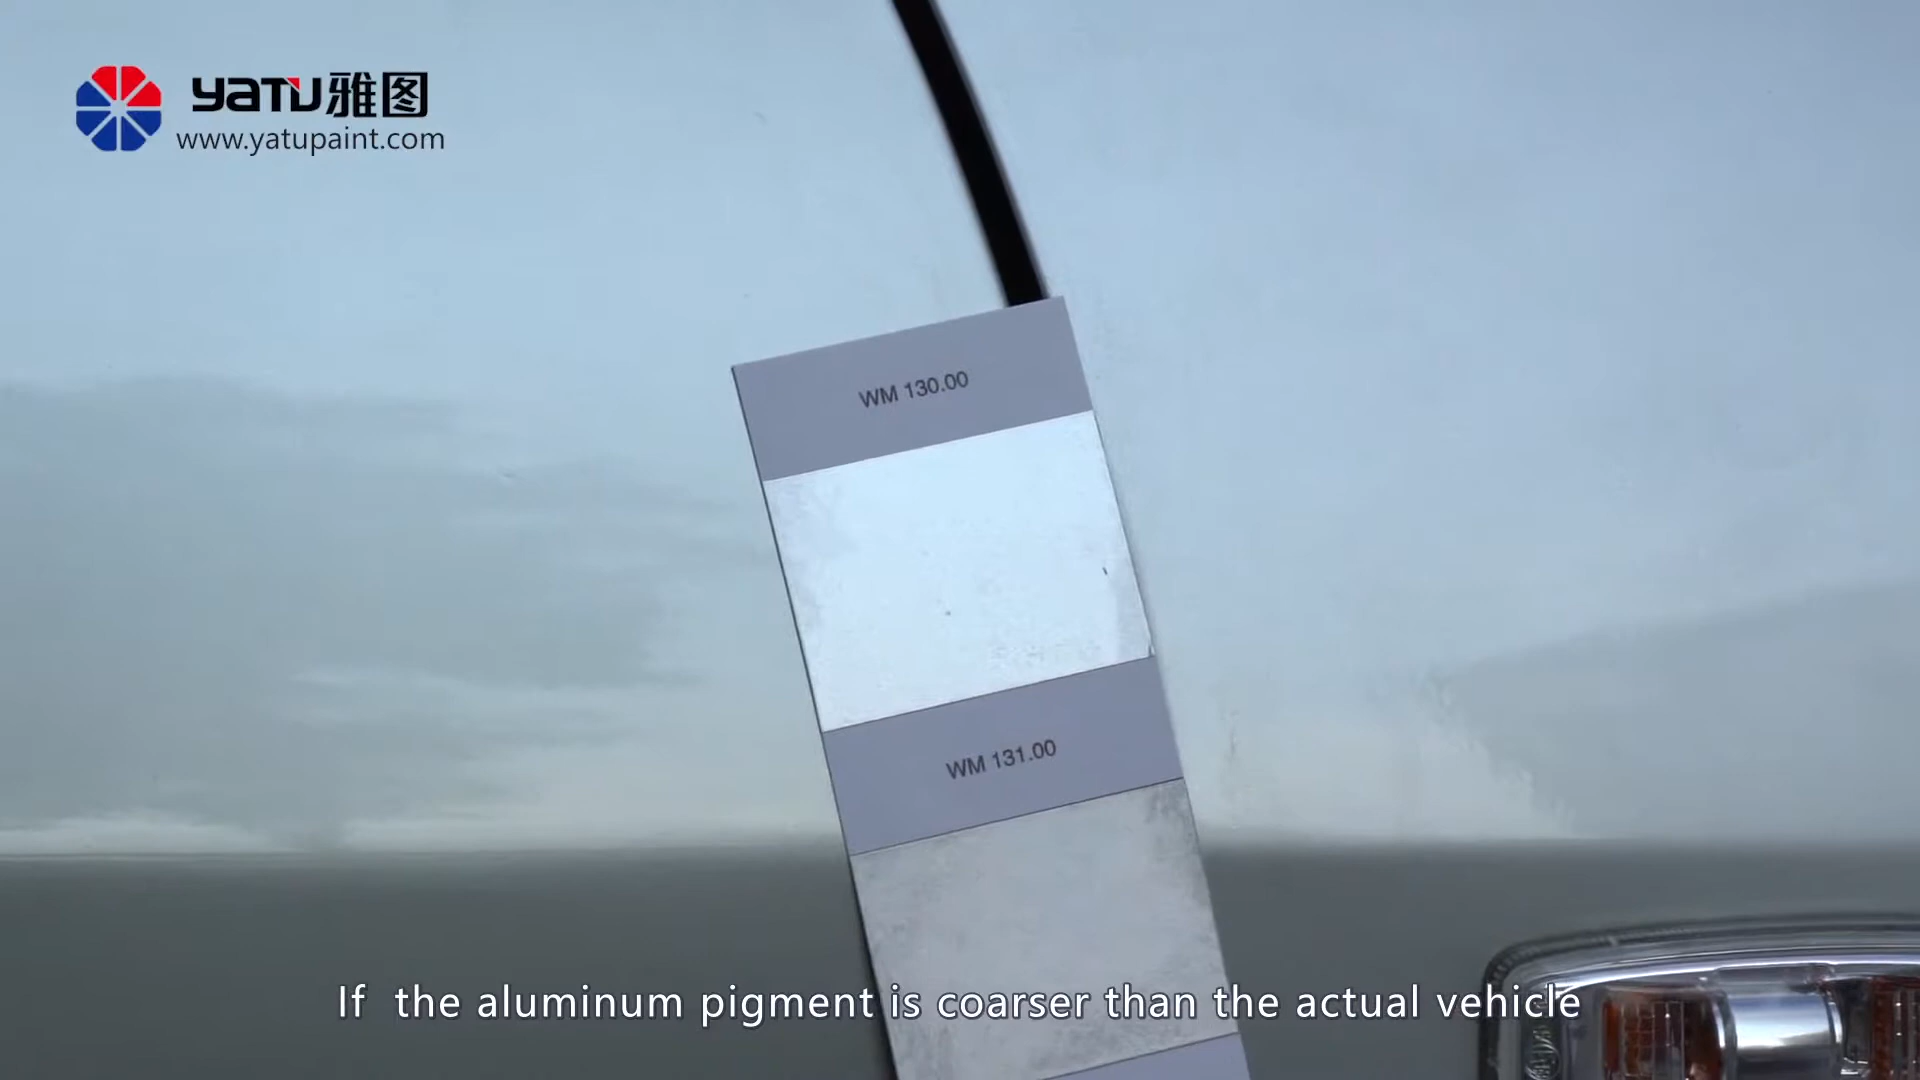 YATU雅图
www.yatupaint.com
WM 130.00
WM 131.00
If the aluminum pigment is coarser than the actual vehicle